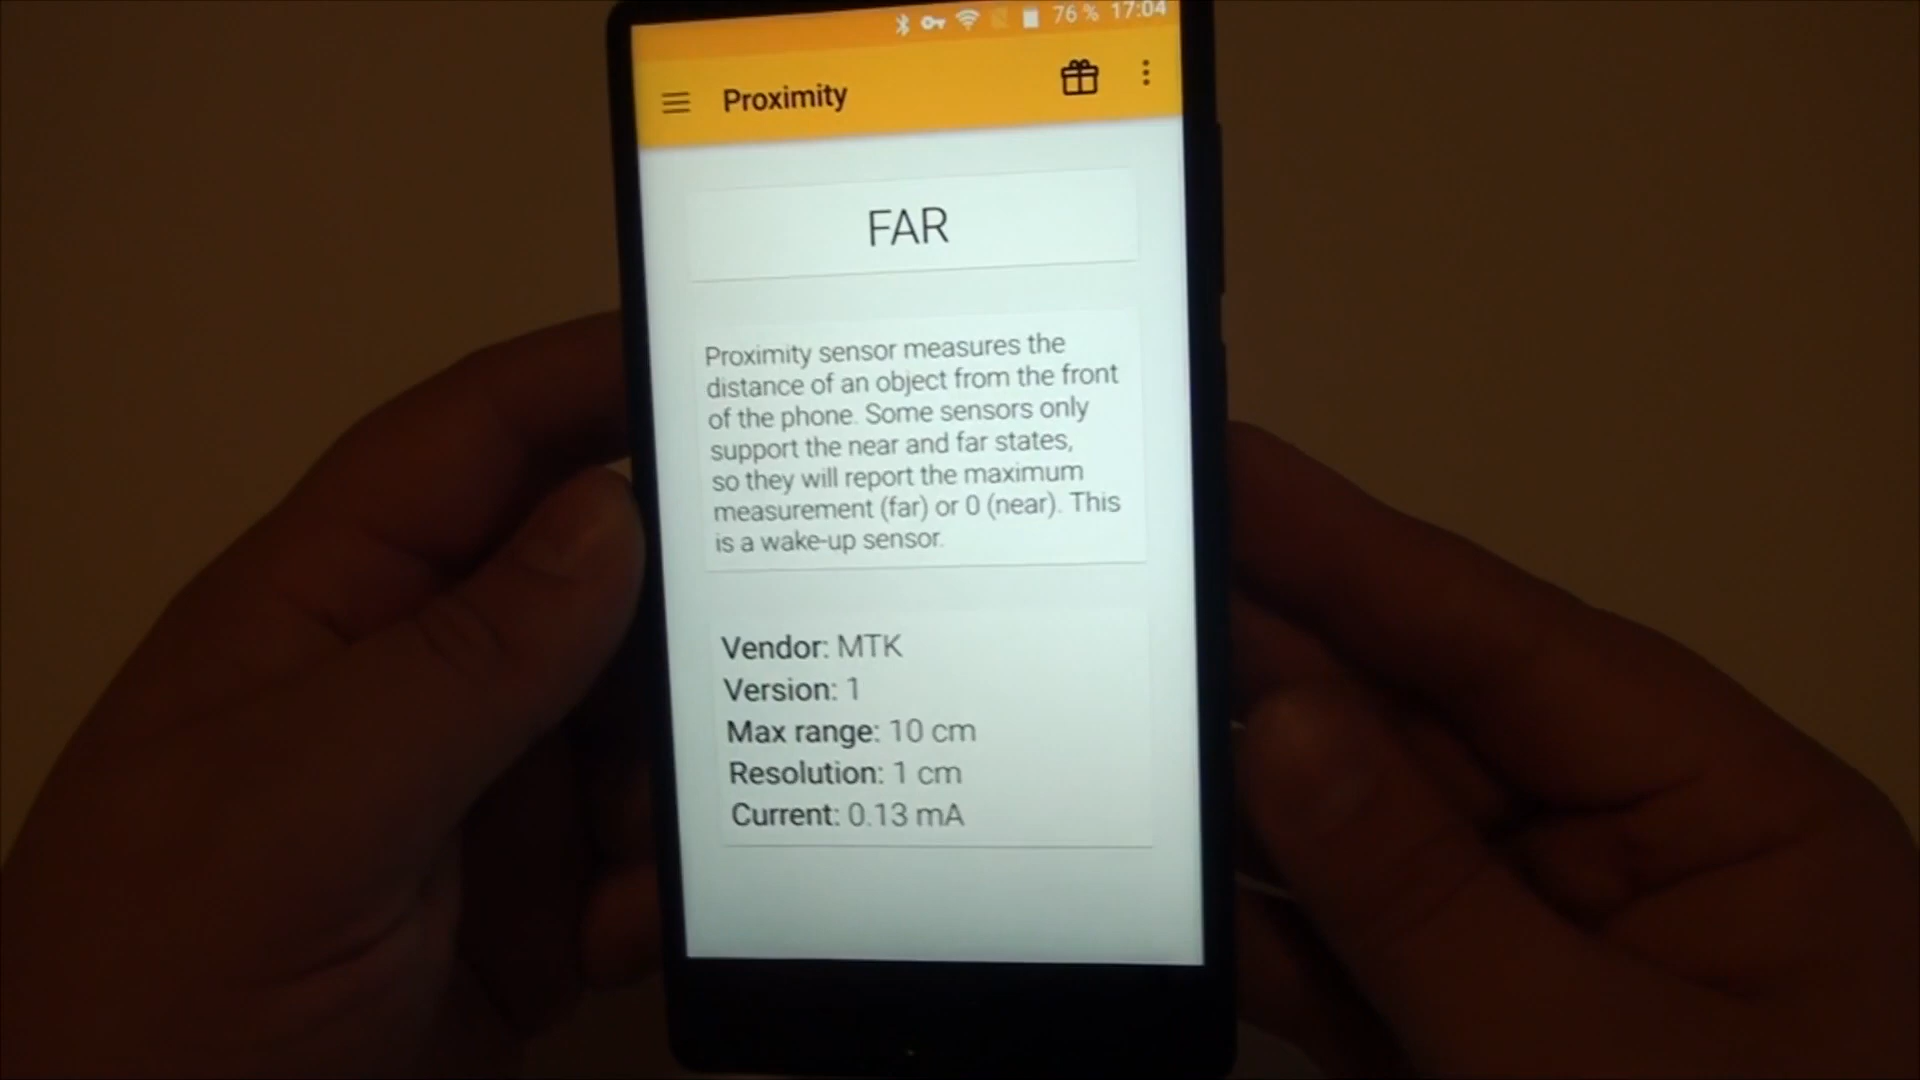 76% 17:04
Proximity
FAR
Proximity sensor measures the
distance of an object from the front
of the phone. Some sensors only
support the near and far states,
so they will report the maximum
measurement (far) or 0 (near). This
is a wake-up sensor.
Vendor: MTK
Version: 1
Max range: 10 cm
Resolution: 1 cm
Current: 0.13 mA